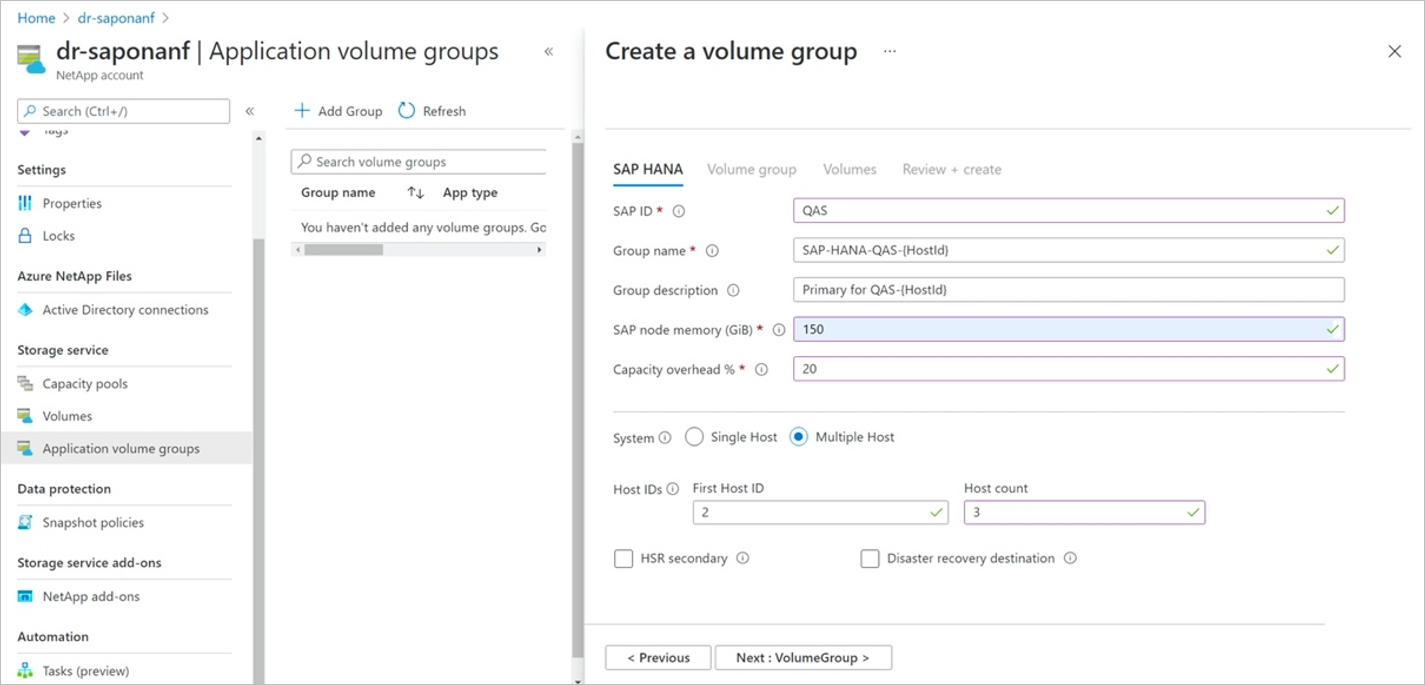 Home > dr-saponanf >
dr-saponanf | Application volume groups
«
NetApp account
Search (Ctrl+/)
«
Tags
Settings
Properties
Locks
Azure NetApp Files
Active Directory connections
Storage service
Capacity pools
Volumes
Application volume groups
Data protection
Snapshot policies
Storage service add-ons
NetApp add-ons
Automation
Tasks (preview)
+ Add Group Refresh
Search volume groups
Group name ↑↓ App type
You haven't added any volume groups. Go
Create a volume group ...
SAP HANA Volume group Volumes Review + create
SAP ID * QAS
Group name * SAP-HANA-QAS-{HostId}
Group description Primary for QAS-{HostId}
SAP node memory (GiB) * 150
Capacity overhead % * 20
System Single Host Multiple Host
Host IDs First Host ID Host count
2 3
HSR secondary Disaster recovery destination
< Previous Next : VolumeGroup >